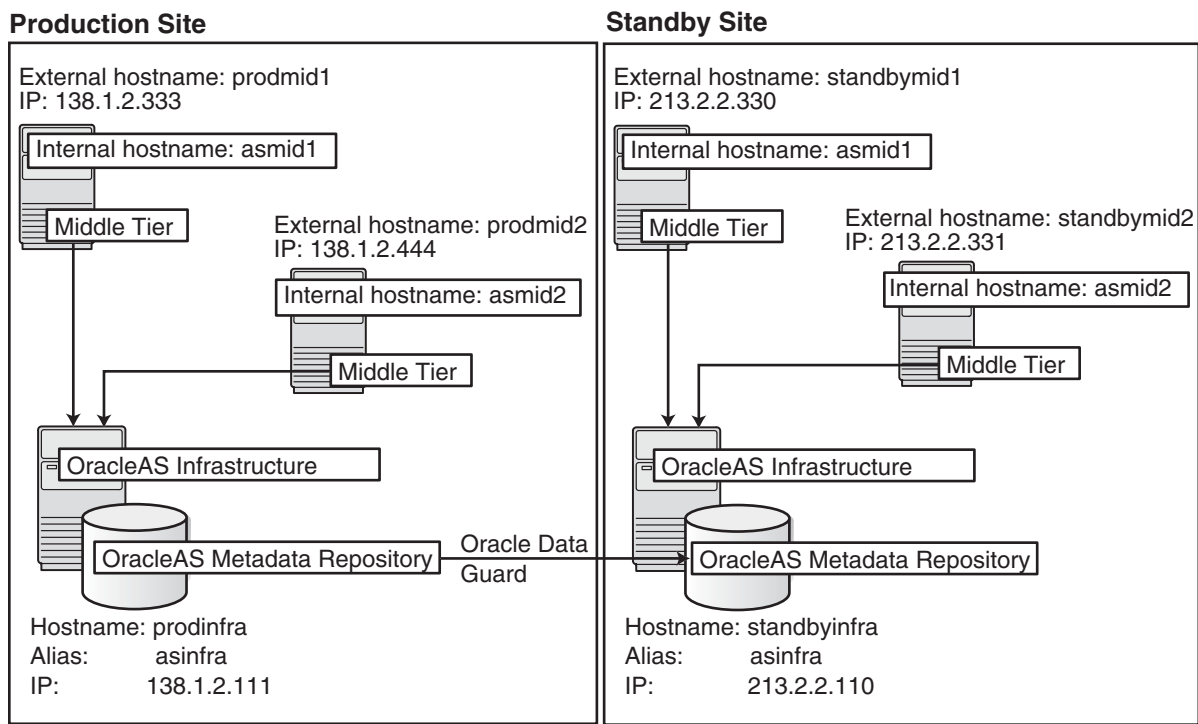 Production Site
External hostname: prodmid1
IP: 138.1.2.333
Internal hostname: asmid1
Middle Tier
External hostname: prodmid2
IP: 138.1.2.444
Internal hostname: asmid2
Middle Tier
OracleAS Infrastructure
OracleAS Metadata Repository
Oracle Data
Guard
Hostname: prodinfra
Alias: asinfra
IP: 138.1.2.111
Standby Site
External hostname: standbymid1
IP: 213.2.2.330
Internal hostname: asmid1
Middle Tier
External hostname: standbymid2
IP: 213.2.2.331
Internal hostname: asmid2
Middle Tier
OracleAS Infrastructure
OracleAS Metadata Repository
Hostname: standbyinfra
Alias: asinfra
IP: 213.2.2.110